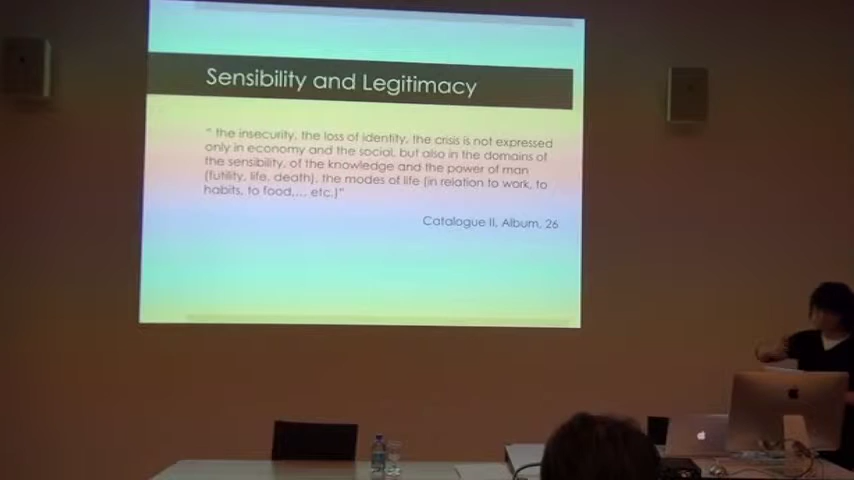 Sensibility and Legitimacy
“ the insecurity, the loss of identity, the crisis is not expressed
only in economy and the social, but also in the domains of
the sensibility, of the knowledge and the power of man
(futility, life, death), the modes of life (in relation to work, to
habits, to food,... etc.)”
Catalogue II, Album, 26